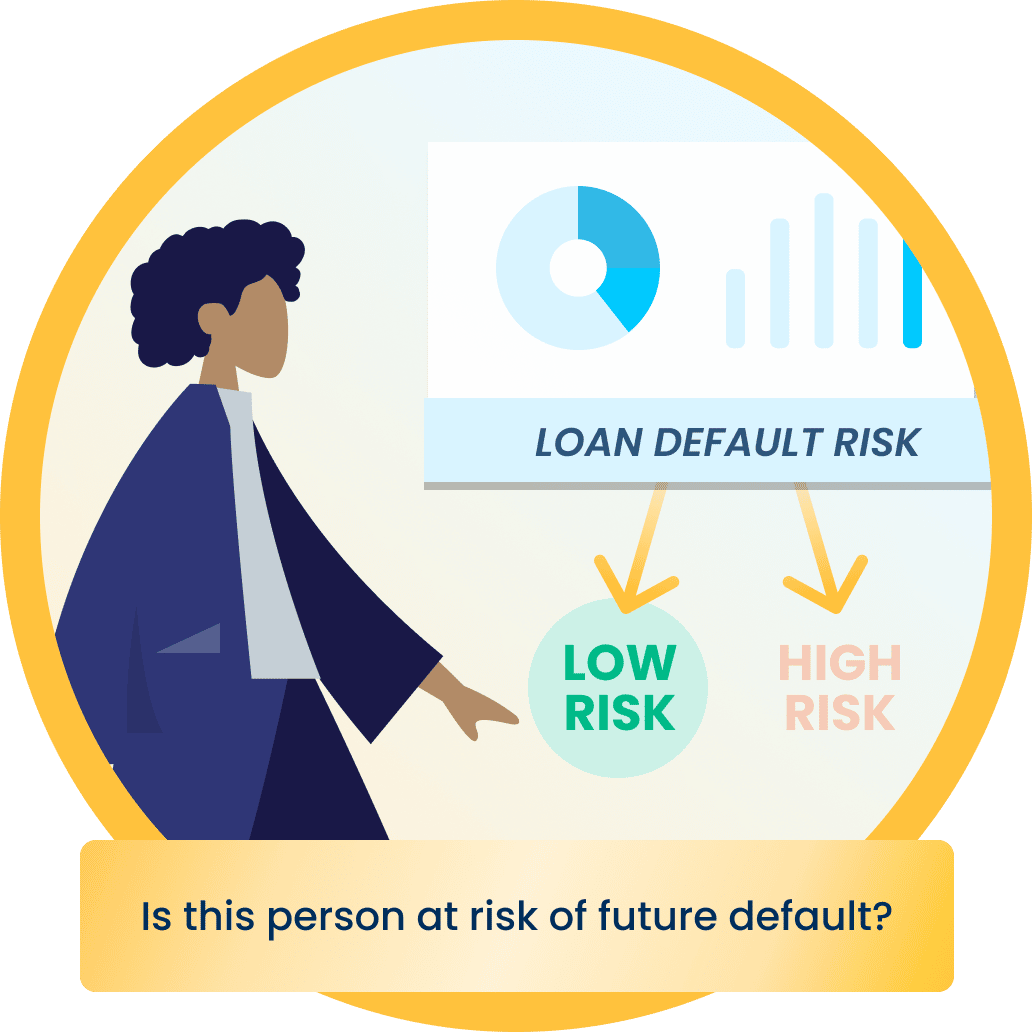 LOAN DEFAULT RISK
LOW
RISK
HIGH
RISK
Is this person at risk of future default?